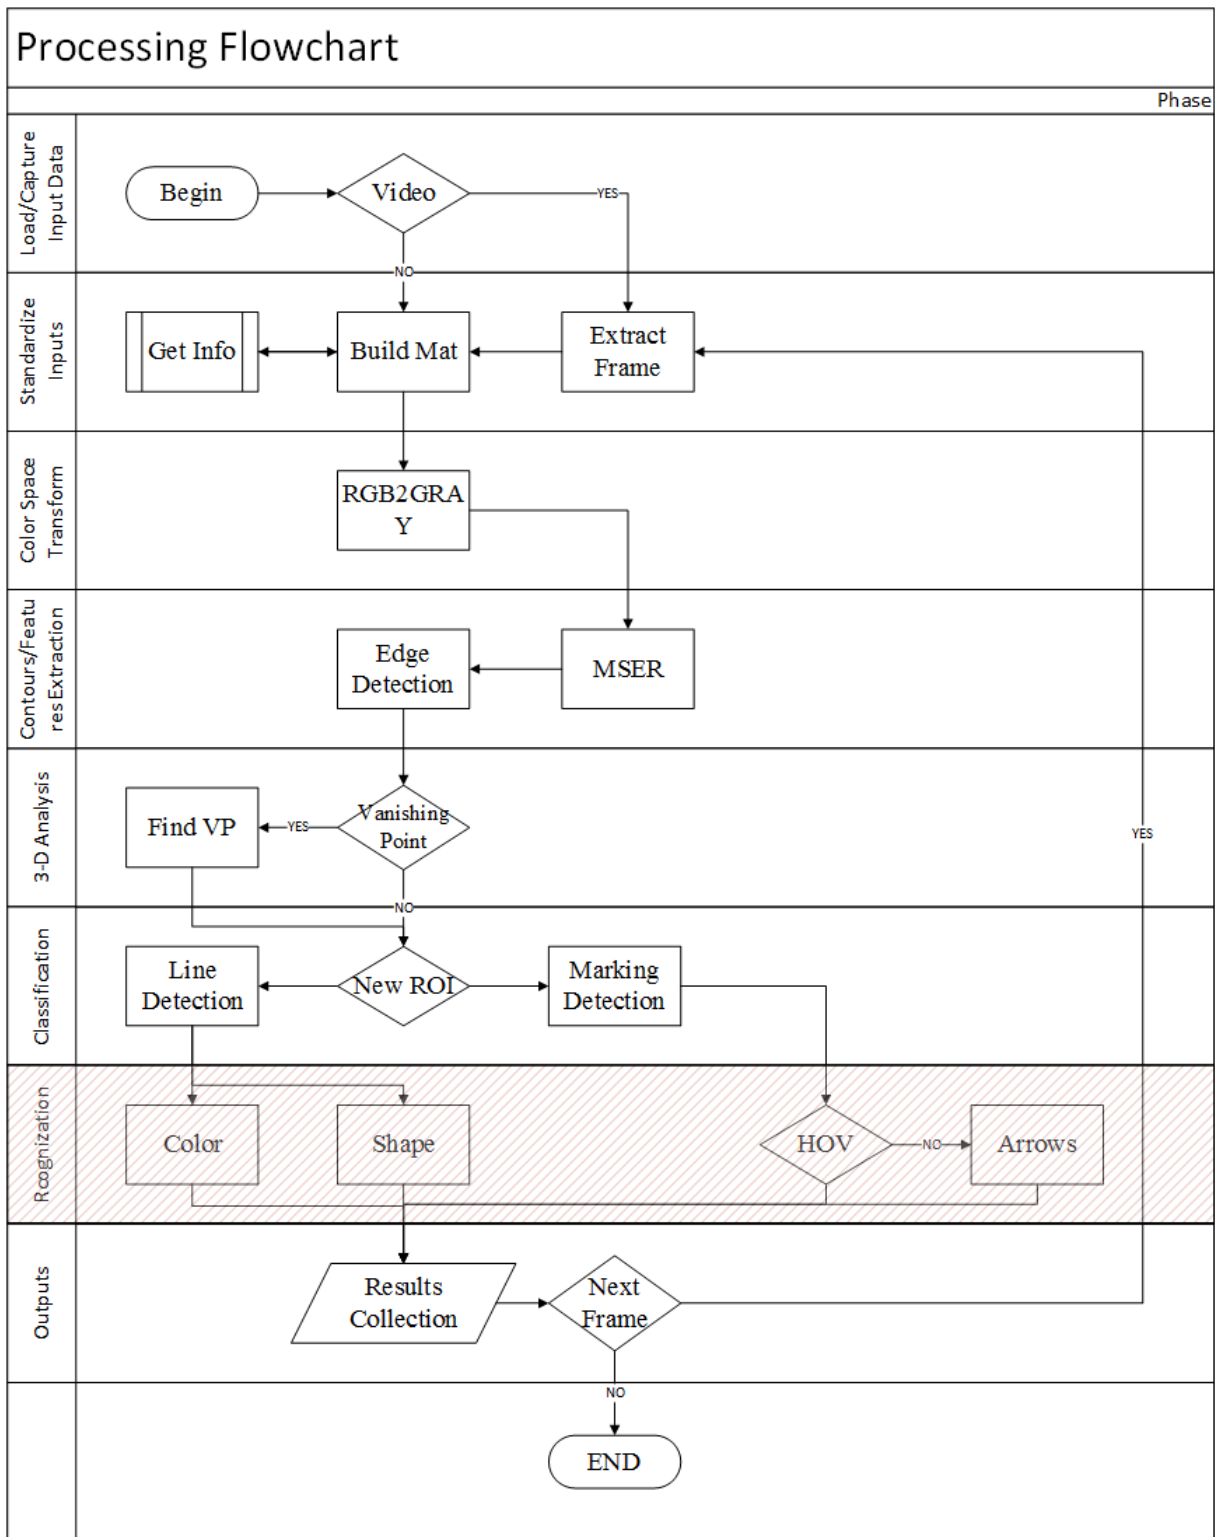 Processing Flowchart
Phase
Load/Capture
Input Data
Begin
Video
YES
NO
Standardize
Inputs
Get Info
Build Mat
Extract
Frame
Color Space
Transform
RGB2GRA
Y
Contours/Featu
res Extraction
Edge
Detection
MSER
3-D Analysis
Find VP
YES
Vanishing
Point
YES
NO
Classification
Line
Detection
New ROI
Marking
Detection
Rcognization
Color
Shape
HOV
NO
Arrows
Outputs
Results
Collection
Next
Frame
NO
END